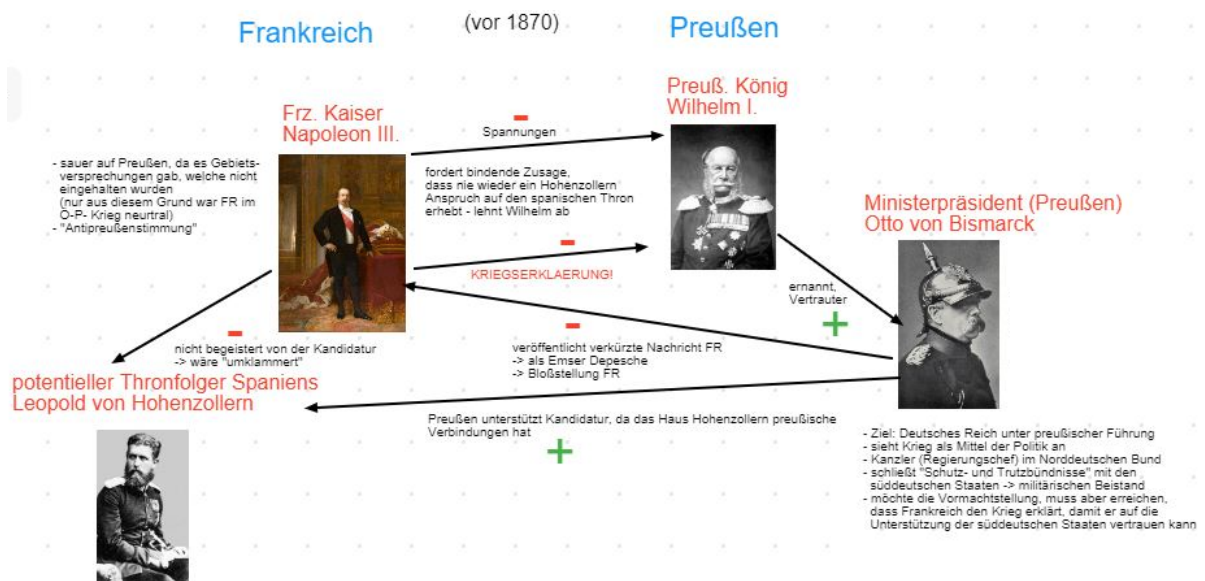 Frankreich
(vor 1870)
Preußen
Frz. Kaiser
Napoleon III.
Preuß. König
Wilhelm I.
Spannungen
- sauer auf Preußen, da es Gebiets-
versprechungen gab, welche nicht
eingehalten wurden
(nur aus diesem Grund war FR im
Ö-P- Krieg neurtral)
- "Antipreußenstimmung"
fordert bindende Zusage,
dass nie wieder ein Hohenzollern
Anspruch auf den spanischen Thron
erhebt - lehnt Wilhelm ab
Ministerpräsident (Preußen)
Otto von Bismarck
KRIEGSERKLAERUNG!
ernannt,
Vertrauter
nicht begeistert von der Kandidatur
-> wäre "umklammert"
veröffentlicht verkürzte Nachricht FR
-> als Emser Depesche
-> Bloßstellung FR
potentieller Thronfolger Spaniens
Leopold von Hohenzollern
Preußen unterstützt Kandidatur, da das Haus Hohenzollern preußische
Verbindungen hat
- Ziel: Deutsches Reich unter preußischer Führung
- sieht Krieg als Mittel der Politik an
- Kanzler (Regierungschef) im Norddeutschen Bund
- schließt "Schutz- und Trutzbündnisse" mit den
süddeutschen Staaten -> militärischen Beistand
- möchte die Vormachtstellung, muss aber erreichen,
dass Frankreich den Krieg erklärt, damit er auf die
Unterstützung der süddeutschen Staaten vertrauen kann